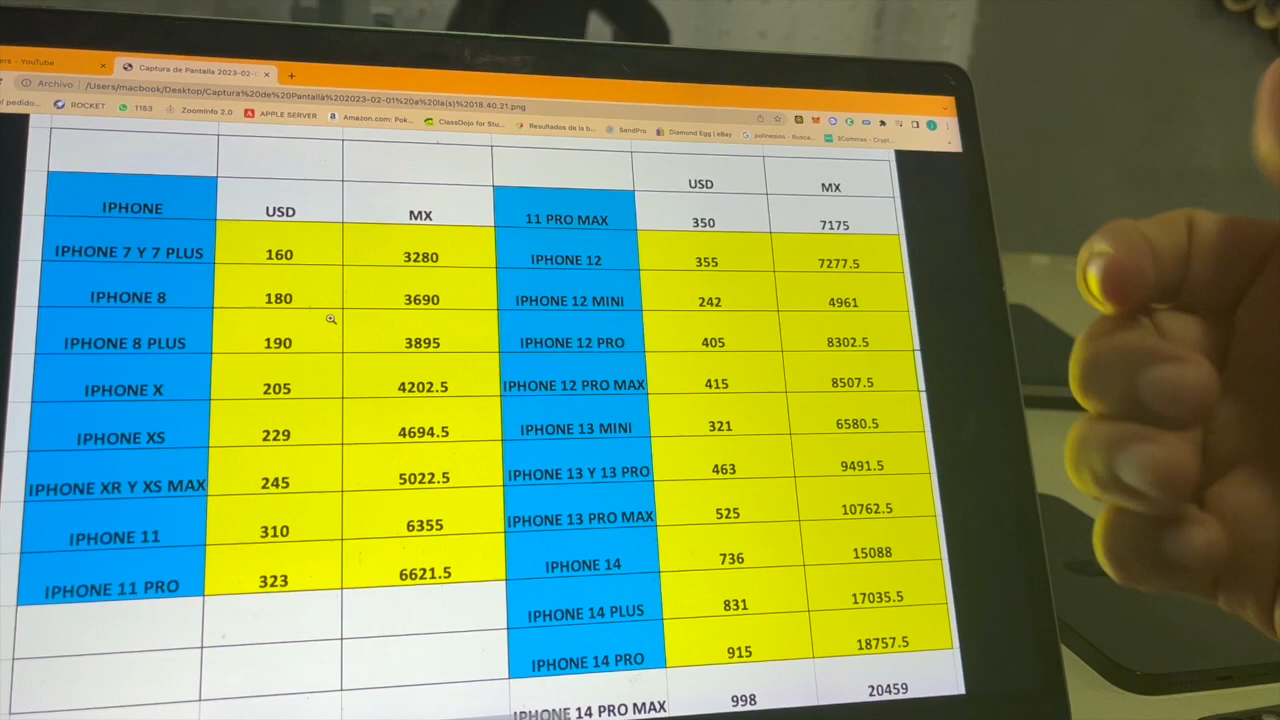 ers - YouTube
Captura de Pantalla 2023-02-0
Archivo
/Users/macbook/Desktop/Captura%20de%20Pantalla%202023-02-01%20a%20la(s)%2018.40.21.png
pedido...
ROCKET
1153
ZoomInfo 2.0
APPLE SERVER
Amazon.com: Pok...
ClassDojo for Stu...
Resultados de la b...
SendPro
Diamond Egg | eBay
polinesios - Busca...
3Commas - Crypt...
IPHONE USD MX
IPHONE 7 Y 7 PLUS 160 3280
IPHONE 8 180 3690
IPHONE 8 PLUS 190 3895
IPHONE X 205 4202.5
IPHONE XS 229 4694.5
IPHONE XR Y XS MAX 245 5022.5
IPHONE 11 310 6355
IPHONE 11 PRO 323 6621.5
USD MX
11 PRO MAX 350 7175
IPHONE 12 355 7277.5
IPHONE 12 MINI 242 4961
IPHONE 12 PRO 405 8302.5
IPHONE 12 PRO MAX 415 8507.5
IPHONE 13 MINI 321 6580.5
IPHONE 13 Y 13 PRO 463 9491.5
IPHONE 13 PRO MAX 525 10762.5
IPHONE 14 736 15088
IPHONE 14 PLUS 831 17035.5
IPHONE 14 PRO 915 18757.5
IPHONE 14 PRO MAX 998 20459